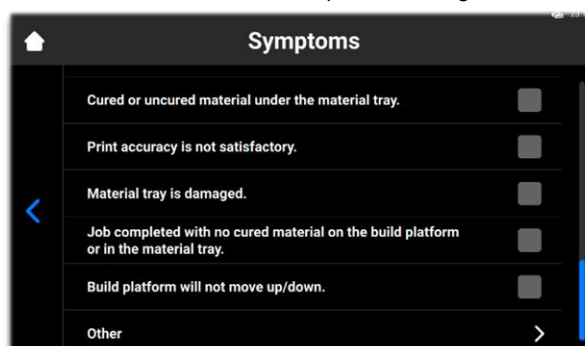 Symptoms
Cured or uncured material under the material tray.
Print accuracy is not satisfactory.
Material tray is damaged.
Job completed with no cured material on the build platform
or in the material tray.
Build platform will not move up/down.
Other